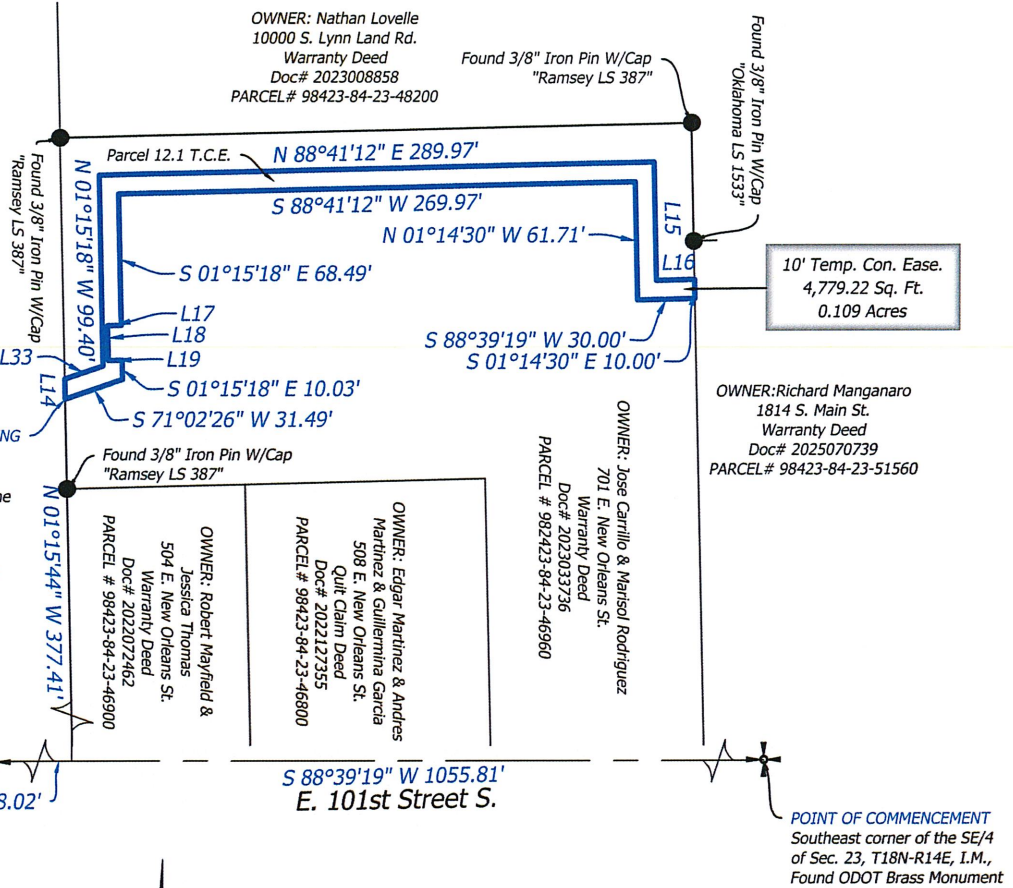 OWNER: Nathan Lovelle
10000 S. Lynn Land Rd.
Warranty Deed
Doc# 2023008858
PARCEL# 98423-84-23-48200
Found 3/8" Iron Pin W/Cap
"Ramsey LS 387"
Found 3/8" Iron Pin W/Cap
"Oklahoma LS 1533"
Found 3/8" Iron Pin W/Cap
"Ramsey LS 387"
Parcel 12.1 T.C.E.
N 88°41'12" E 289.97'
S 88°41'12" W 269.97'
N 01°15'18" W 99.40'
N 01°14'30" W 61.71'
L15
L16
S 01°15'18" E 68.49'
10' Temp. Con. Ease.
4,779.22 Sq. Ft.
0.109 Acres
L17
L18
L19
S 88°39'19" W 30.00'
S 01°14'30" E 10.00'
L33
L14
S 01°15'18" E 10.03'
S 71°02'26" W 31.49'
NG
OWNER:Richard Manganaro
1814 S. Main St.
Warranty Deed
Doc# 2025070739
PARCEL# 98423-84-23-51560
Found 3/8" Iron Pin W/Cap
"Ramsey LS 387"
ne
N 01°15'44" W 377.41'
OWNER: Robert Mayfield &
Jessica Thomas
504 E. New Orleans St.
Warranty Deed
Doc# 2022072462
PARCEL # 98423-84-23-46900
OWNER: Edgar Martinez & Andres
Martinez & Guillermina Garcia
508 E. New Orleans St.
Quit Claim Deed
Doc# 2022127355
PARCEL# 98423-84-23-46800
OWNER: Jose Carrillo & Marisol Rodriguez
701 E. New Orleans St.
Warranty Deed
Doc# 2023033736
PARCEL # 982423-84-23-46960
S 88°39'19" W 1055.81'
E. 101st Street S.
8.02'
POINT OF COMMENCEMENT
Southeast corner of the SE/4
of Sec. 23, T18N-R14E, I.M.,
Found ODOT Brass Monument